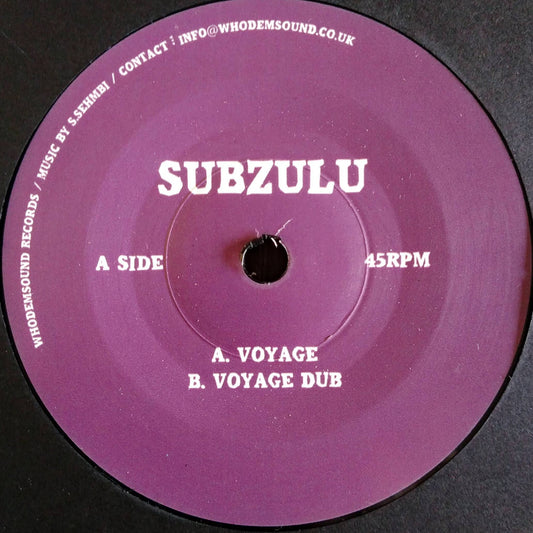 WHODEMSOUND RECORDS / MUSIC BY S.SEHMBI / CONTACT : INFO@WHODEMSOUND.CO.UK
SUBZULU
A SIDE
45RPM
A. VOYAGE
B. VOYAGE DUB